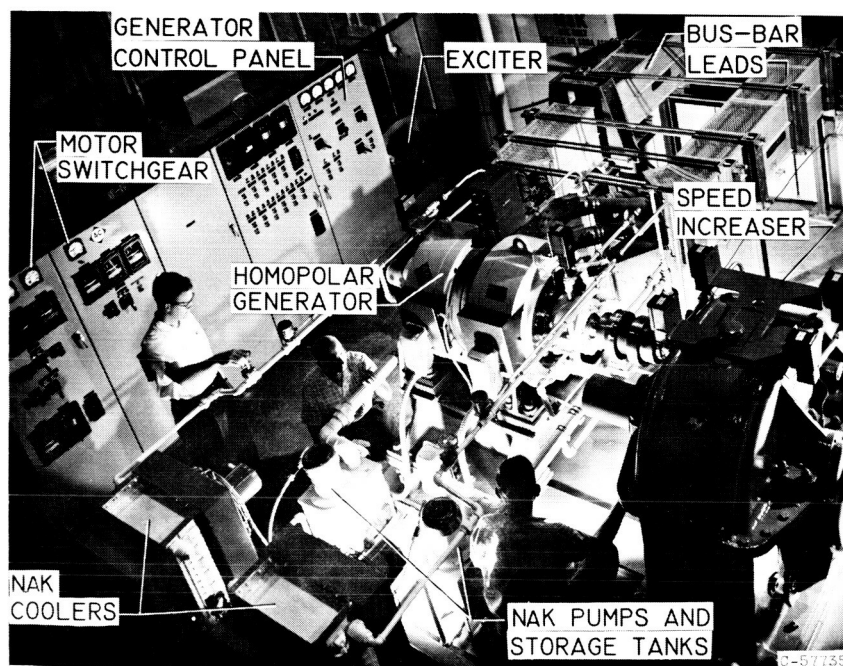 GENERATOR
CONTROL PANEL
EXCITER
BUS-BAR
LEADS
MOTOR
SWITCHGEAR
SPEED
INCREASER
HOMOPOLAR
GENERATOR
NAK
COOLERS
NAK PUMPS AND
STORAGE TANKS
C-57735